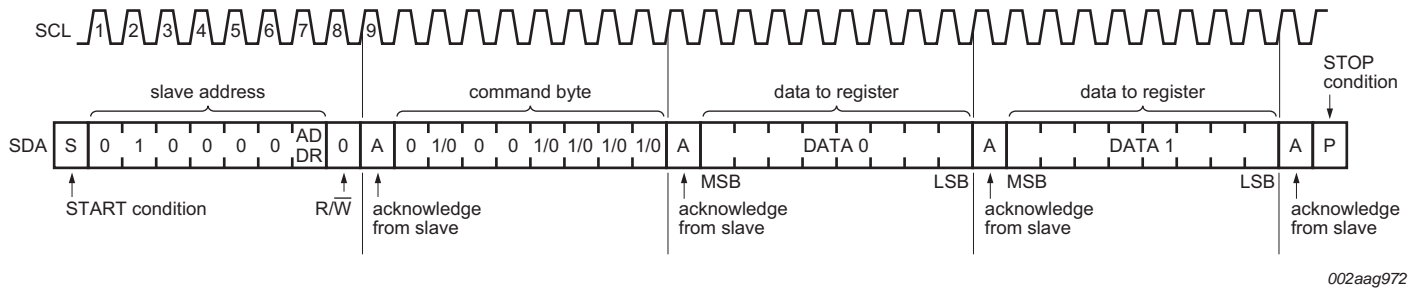 SCL 1 2 3 4 5 6 7 8 9
STOP
condition
slave address command byte data to register data to register
SDA S 0 1 0 0 0 0 AD DR 0 A 0 1/0 0 0 1/0 1/0 1/0 1/0 A DATA 0 A DATA 1 A P
MSB LSB MSB LSB
START condition R/W̅ acknowledge acknowledge acknowledge acknowledge
from slave from slave from slave from slave
002aag972